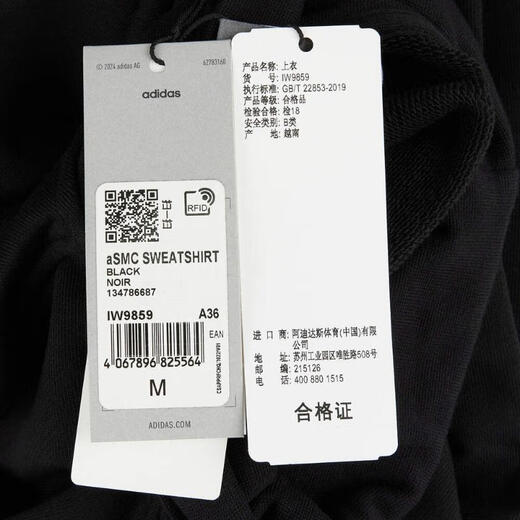 © 2024 adidas AG
62783160
adidas
RFID
aSMC SWEATSHIRT
BLACK
NOIR
134786687
IW9859 A36
EAN
4 067896 825564
M
ADIDAS.COM
产品名称: 上衣
货 号: IW9859
执行标准: GB/T 22853-2019
产品等级: 合格品
检验合格: 检18
安全类别: B类
产 地: 越南
进 口 商: 阿迪达斯体育(中国)有限
公司
地 址: 苏州工业园区唯胜路508号
邮 编: 215126
电 话: 400 880 1515
合格证